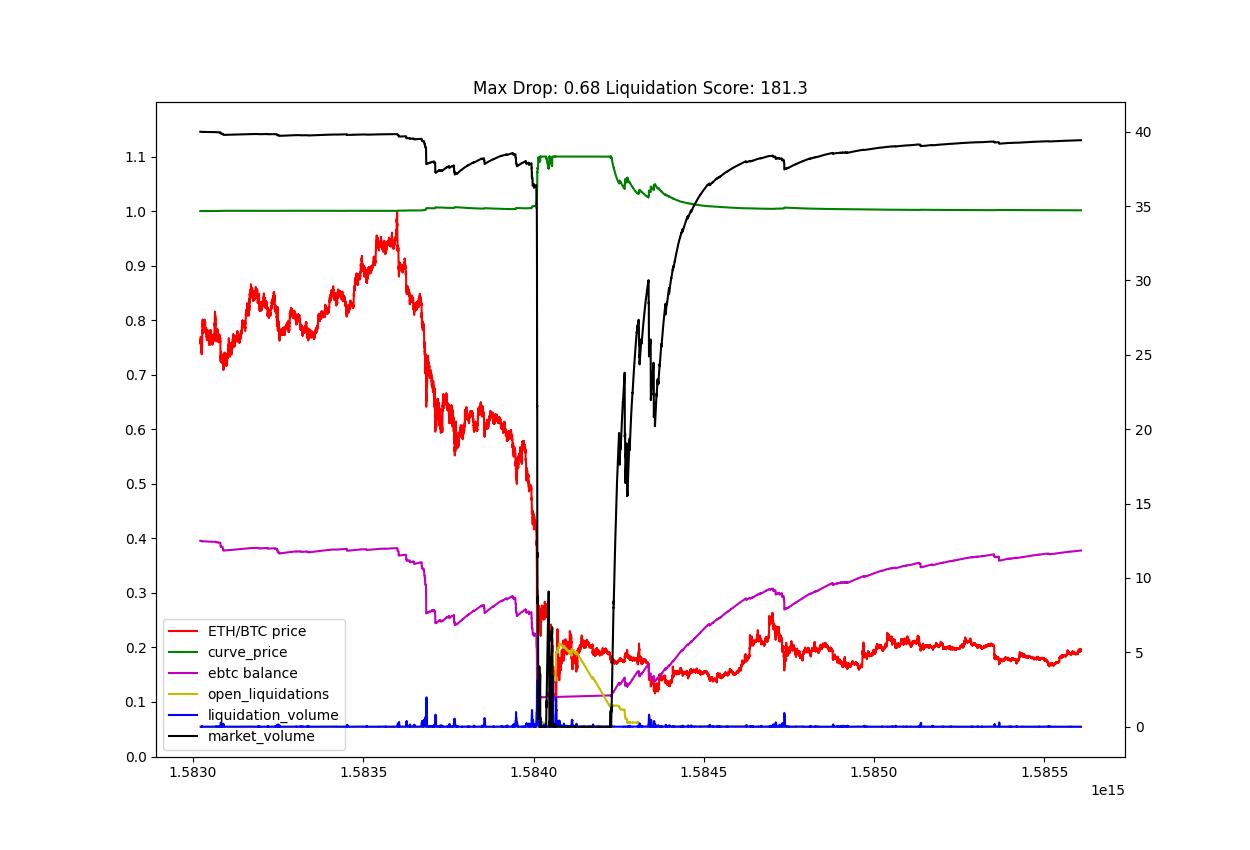 Max Drop: 0.68 Liquidation Score: 181.3
1.1
1.0
0.9
0.8
0.7
0.6
0.5
0.4
0.3
0.2
0.1
0.0
40
35
30
25
20
15
10
5
0
ETH/BTC price
curve_price
ebtc balance
open_liquidations
liquidation_volume
market_volume
1.5830 1.5835 1.5840 1.5845 1.5850 1.5855
1e15